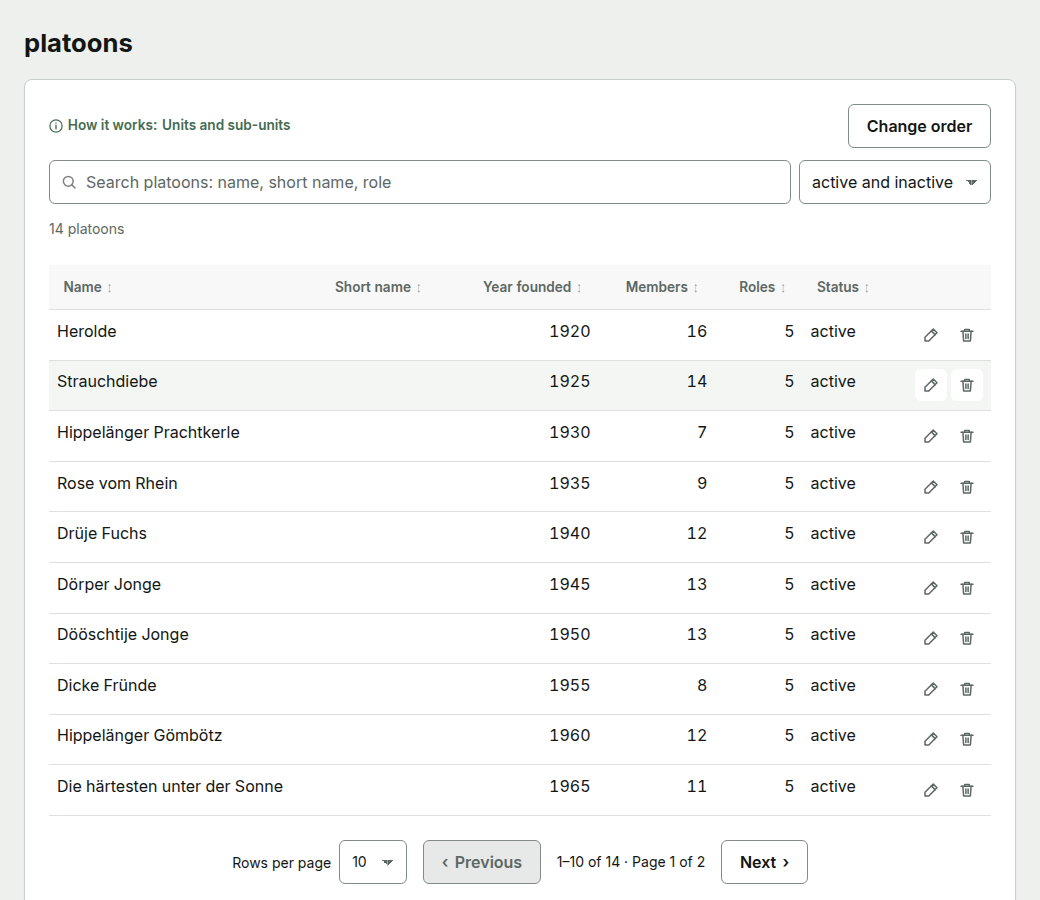 platoons
How it works: Units and sub-units
Change order
Search platoons: name, short name, role
active and inactive
14 platoons
Name Short name Year founded Members Roles Status
Herolde 1920 16 5 active
Strauchdiebe 1925 14 5 active
Hippelänger Prachtkerle 1930 7 5 active
Rose vom Rhein 1935 9 5 active
Drüje Fuchs 1940 12 5 active
Dörper Jonge 1945 13 5 active
Dööschtije Jonge 1950 13 5 active
Dicke Fründe 1955 8 5 active
Hippelänger Gömbötz 1960 12 5 active
Die härtesten unter der Sonne 1965 11 5 active
Rows per page 10 ‹ Previous 1–10 of 14 · Page 1 of 2 Next ›